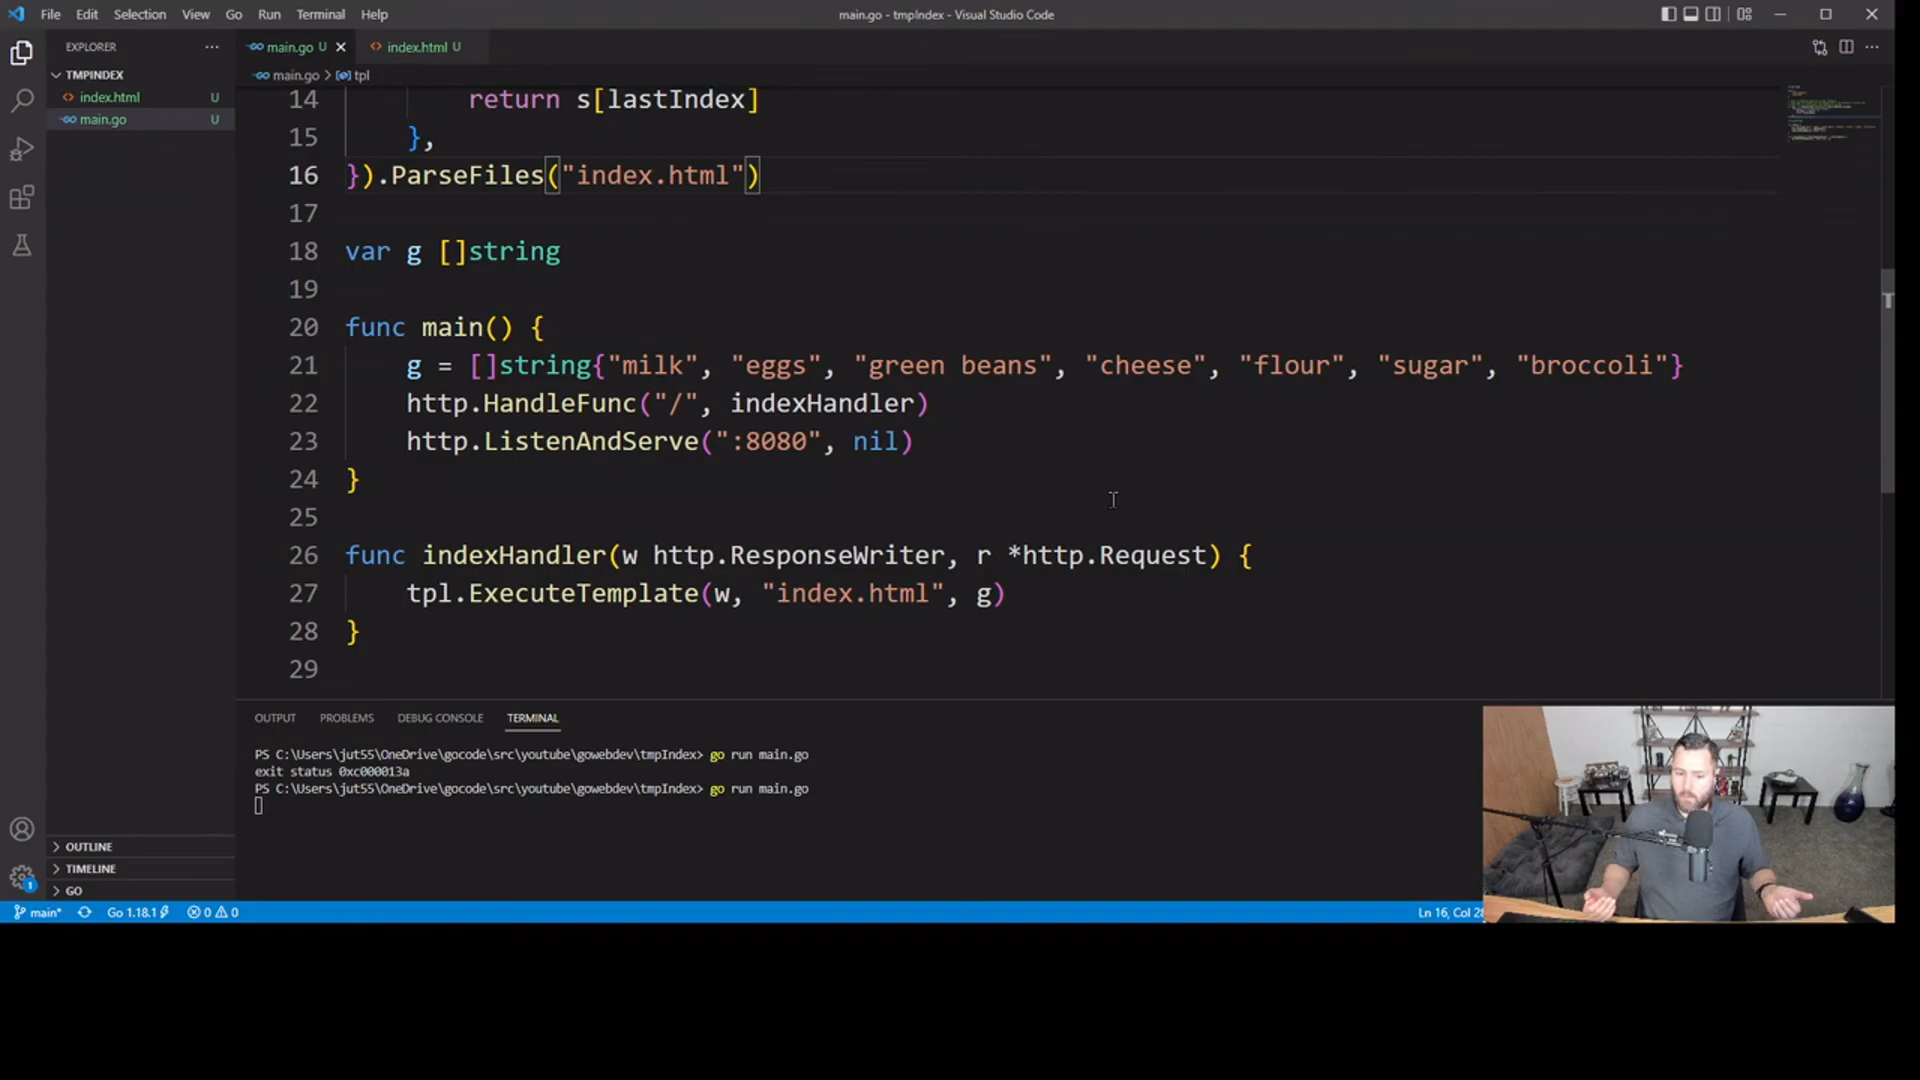 File Edit Selection View Go Run Terminal Help
main.go - tmpIndex - Visual Studio Code
EXPLORER
TMPINDEX
index.html U
main.go U
OUTLINE
TIMELINE
GO
main.go U
index.html U
main.go > tpl
14 return s[lastIndex]
15 },
16 }).ParseFiles("index.html")
17
18 var g []string
19
20 func main() {
21 g = []string{"milk", "eggs", "green beans", "cheese", "flour", "sugar", "broccoli"}
22 http.HandleFunc("/", indexHandler)
23 http.ListenAndServe(":8080", nil)
24 }
25
26 func indexHandler(w http.ResponseWriter, r *http.Request) {
27 tpl.ExecuteTemplate(w, "index.html", g)
28 }
29
OUTPUT PROBLEMS DEBUG CONSOLE TERMINAL
PS C:\Users\jut55\OneDrive\gocode\src\youtube\gowebdev\tmpIndex> go run main.go
exit status 0xc000013a
PS C:\Users\jut55\OneDrive\gocode\src\youtube\gowebdev\tmpIndex> go run main.go
1
main* Go 1.18.1 0 0 Ln 16, Col 28